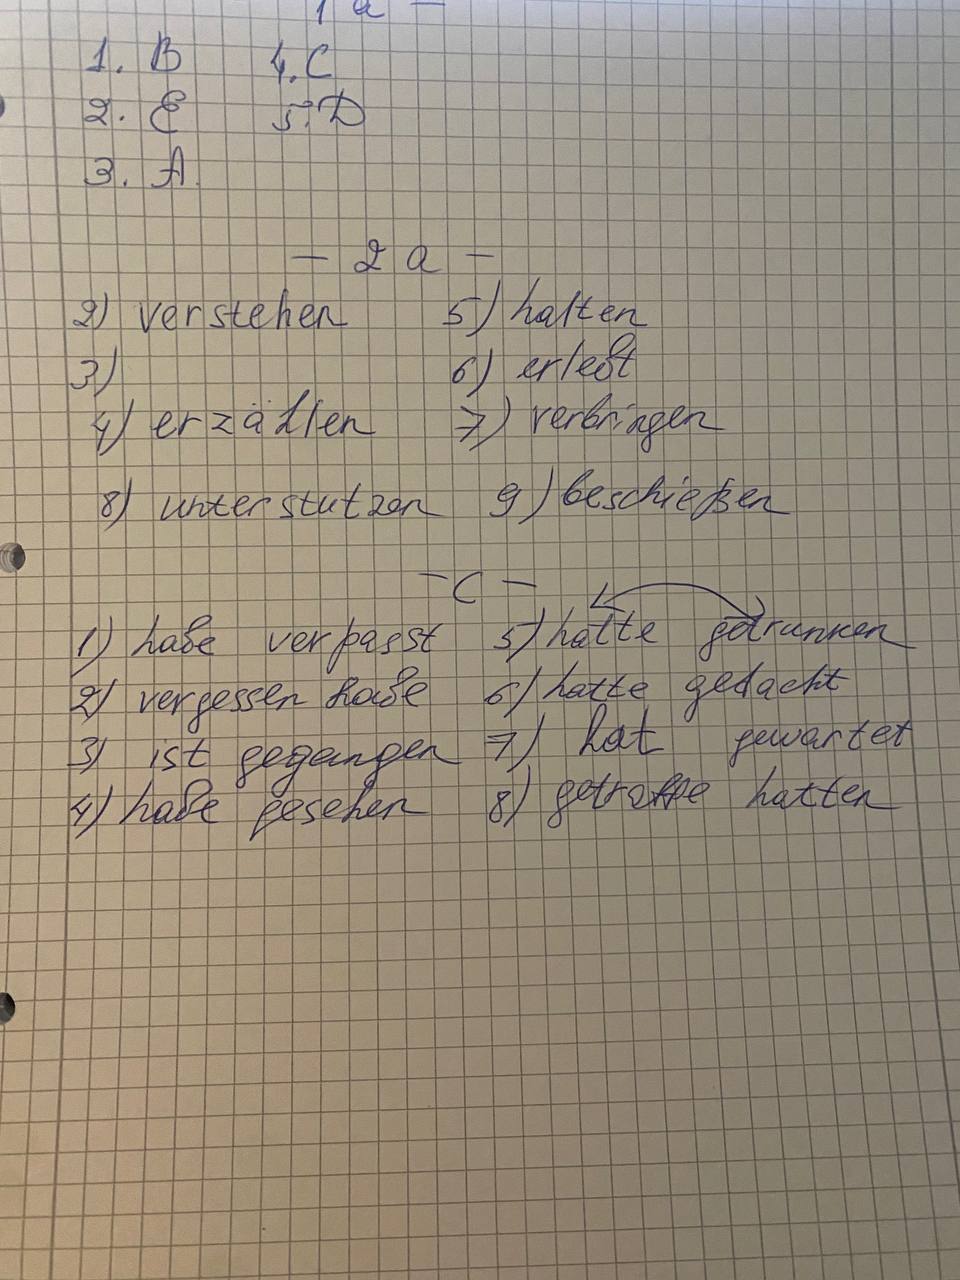 1 a –
1. B 4. C
2. E 5. D
3. A.
– 2 a –
2) verstehen 5) halten
3) 6) erlebt
4) erzählen 7) verbringen
8) unterstutzen 9) beschießen
– C –
1) habe verpasst 5) hatte getrunken
2) vergessen habe 6) hatte gedacht
3) ist gegangen 7) hat gewartet
4) habe gesehen 8) getroffe hatten